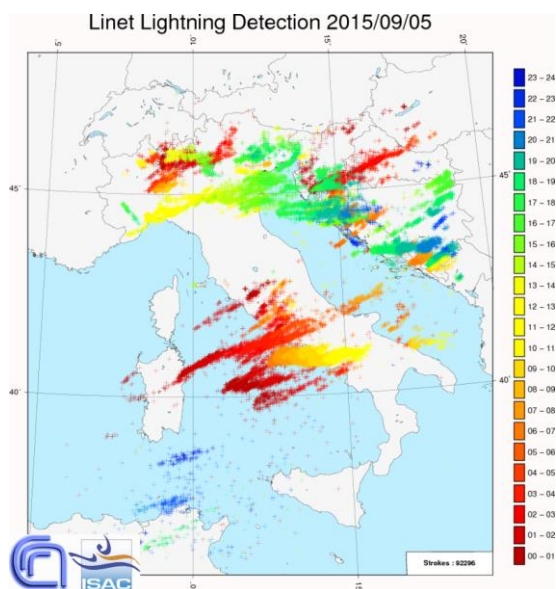 Linet Lightning Detection 2015/09/05
5°
10°
15°
20°
45°
45°
40°
40°
10°
15°
23 - 24
22 - 23
21 - 22
20 - 21
19 - 20
18 - 19
17 - 18
16 - 17
15 - 16
14 - 15
13 - 14
12 - 13
11 - 12
10 - 11
09 - 10
08 - 09
07 - 08
06 - 07
05 - 06
04 - 05
03 - 04
02 - 03
01 - 02
00 - 01
Strokes : 92296
ISAC